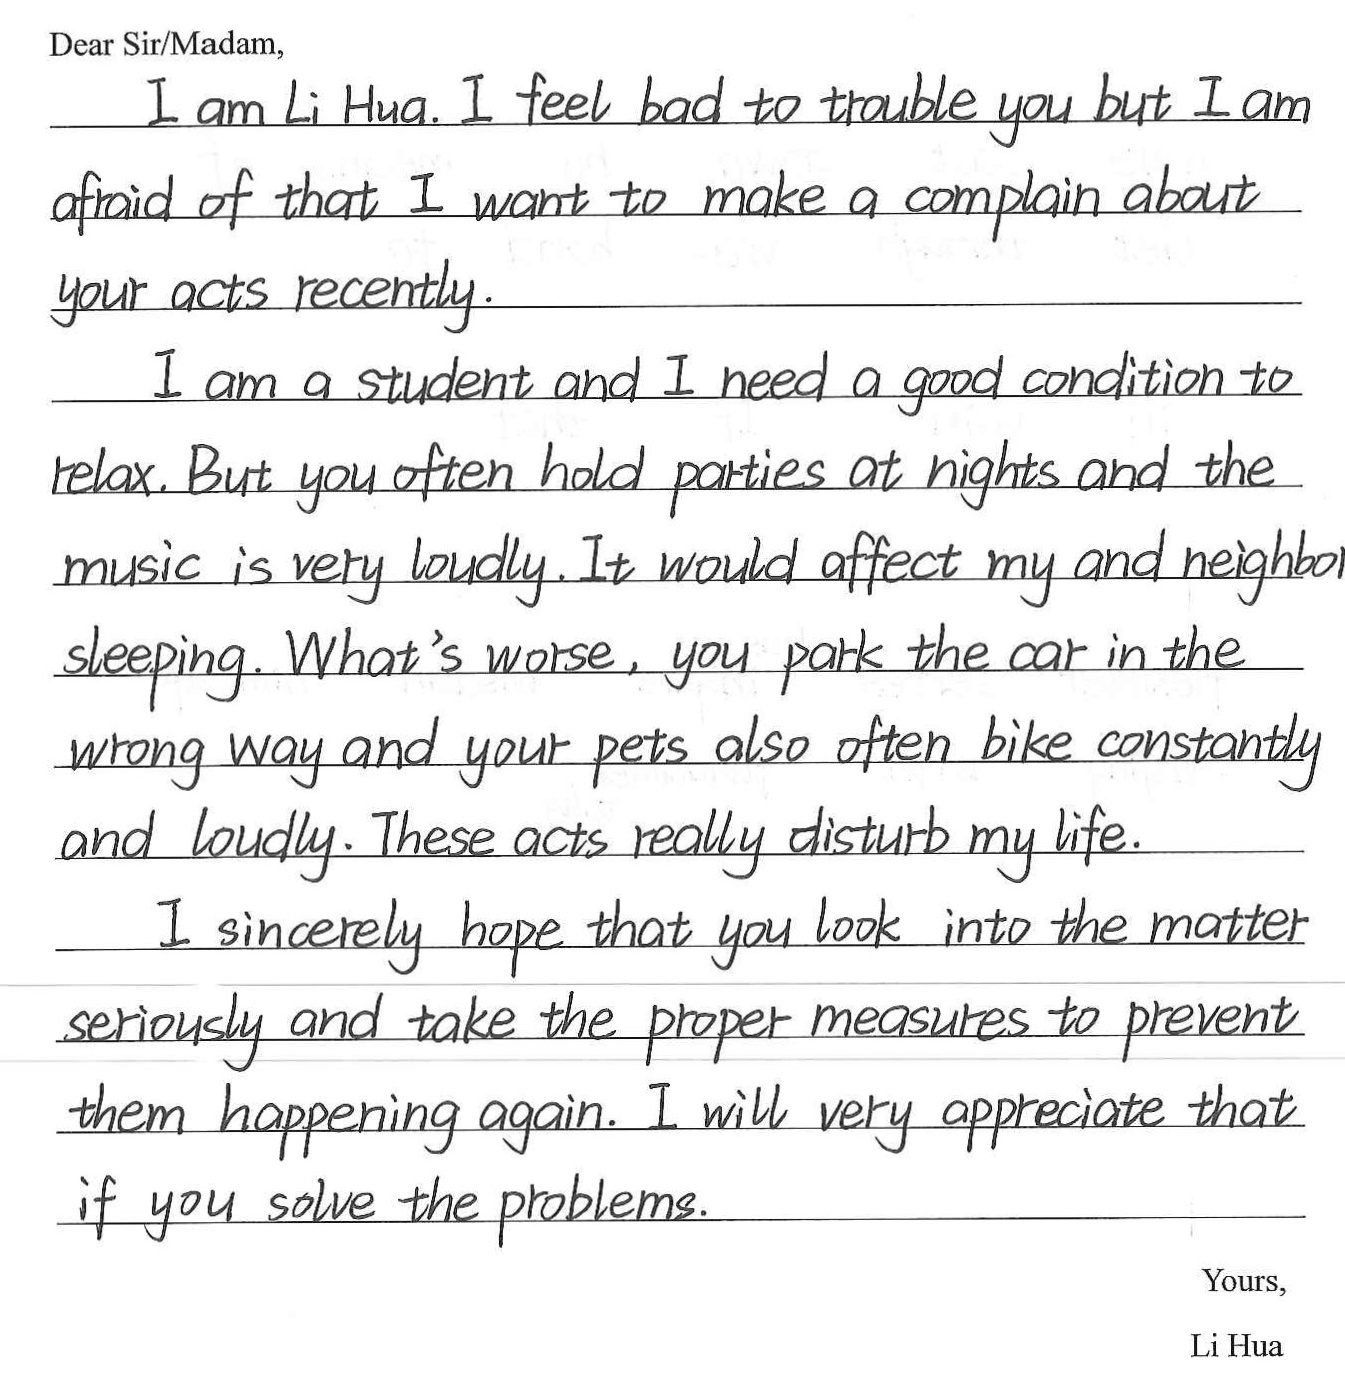 Dear Sir/Madam,
I am Li Hua. I feel bad to trouble you but I am
afraid of that I want to make a complain about
your acts recently.
I am a student and I need a good condition to
relax. But you often hold parties at nights and the
music is very loudly. It would affect my and neighbor
sleeping. What's worse, you park the car in the
wrong way and your pets also often bike constantly
and loudly. These acts really disturb my life.
I sincerely hope that you look into the matter
seriously and take the proper measures to prevent
them happening again. I will very appreciate that
if you solve the problems.
Yours,
Li Hua